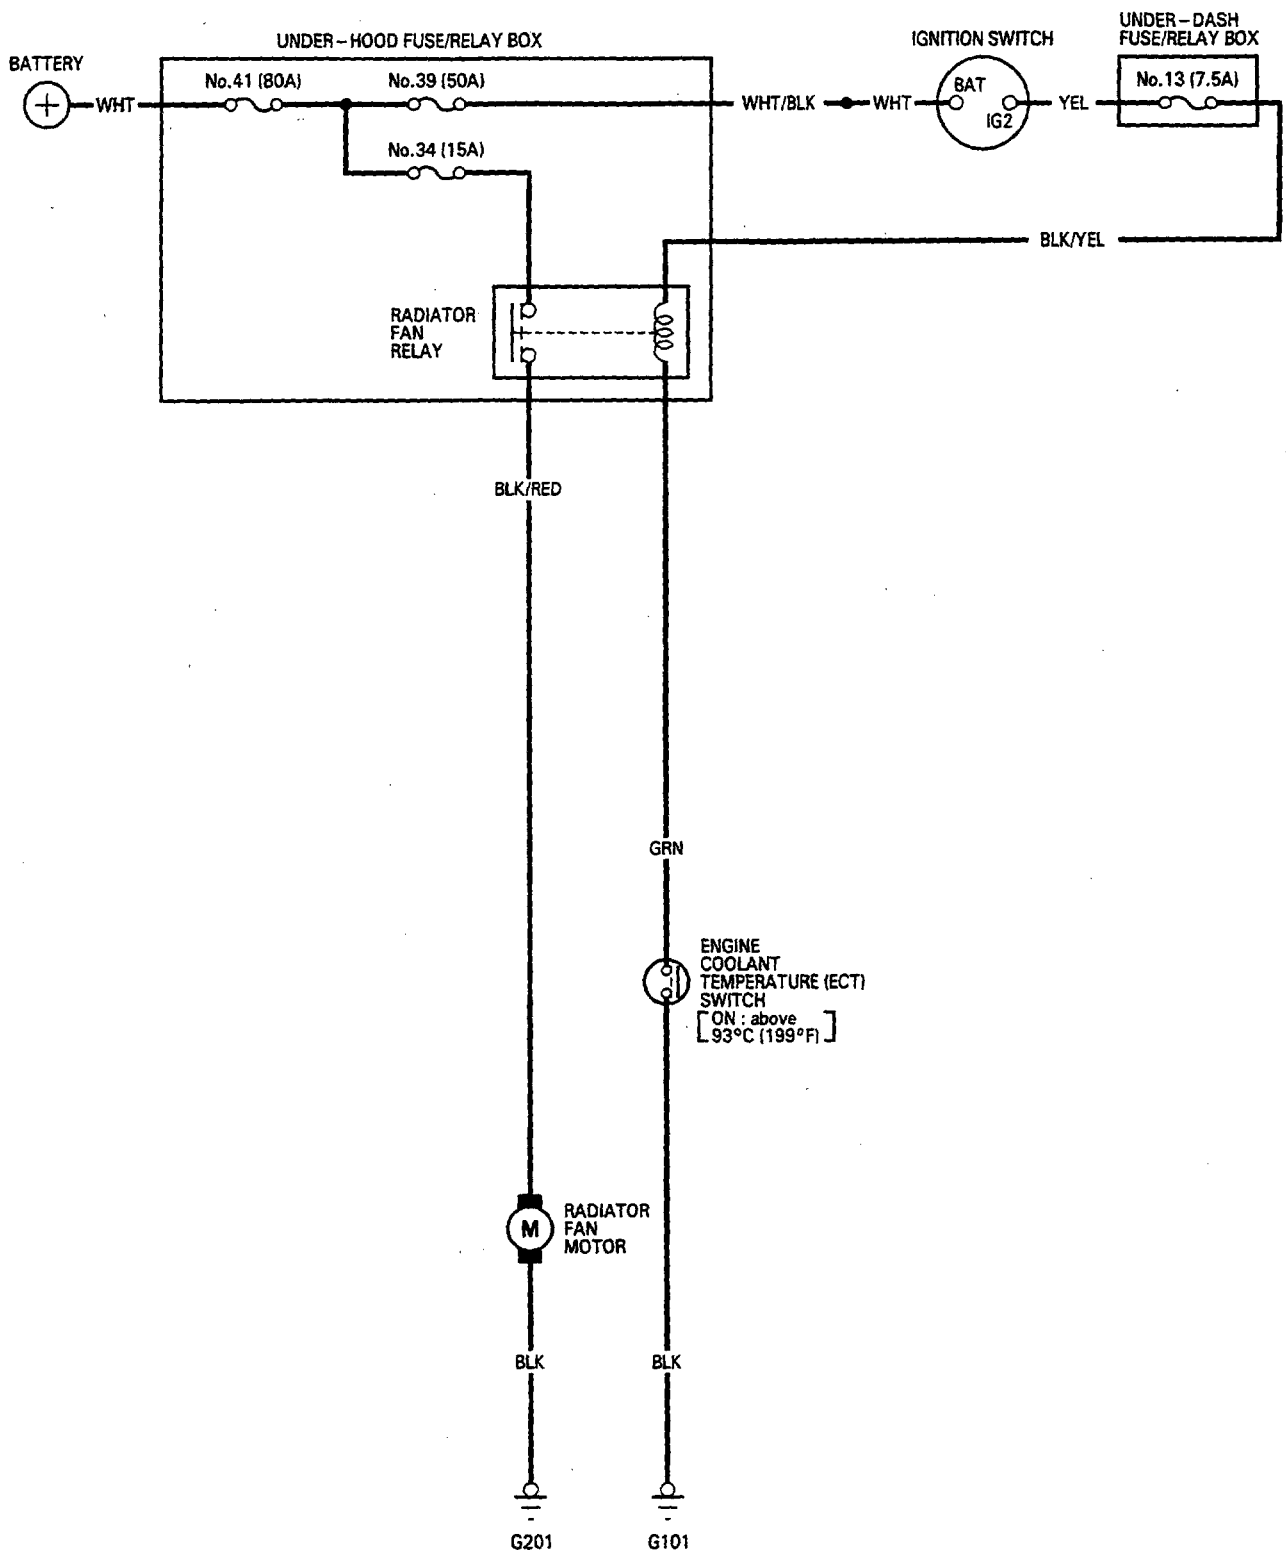 UNDER-DASH
FUSE/RELAY BOX
UNDER-HOOD FUSE/RELAY BOX
IGNITION SWITCH
BATTERY
No.41 (80A)
No.39 (50A)
BAT
No.13 (7.5A)
+
WHT
WHT/BLK
WHT
YEL
IG2
No.34 (15A)
BLK/YEL
RADIATOR
FAN
RELAY
BLK/RED
GRN
ENGINE
COOLANT
TEMPERATURE (ECT)
SWITCH
[ON : above
93°C (199°F)]
RADIATOR
FAN
MOTOR
M
BLK
BLK
G201
G101